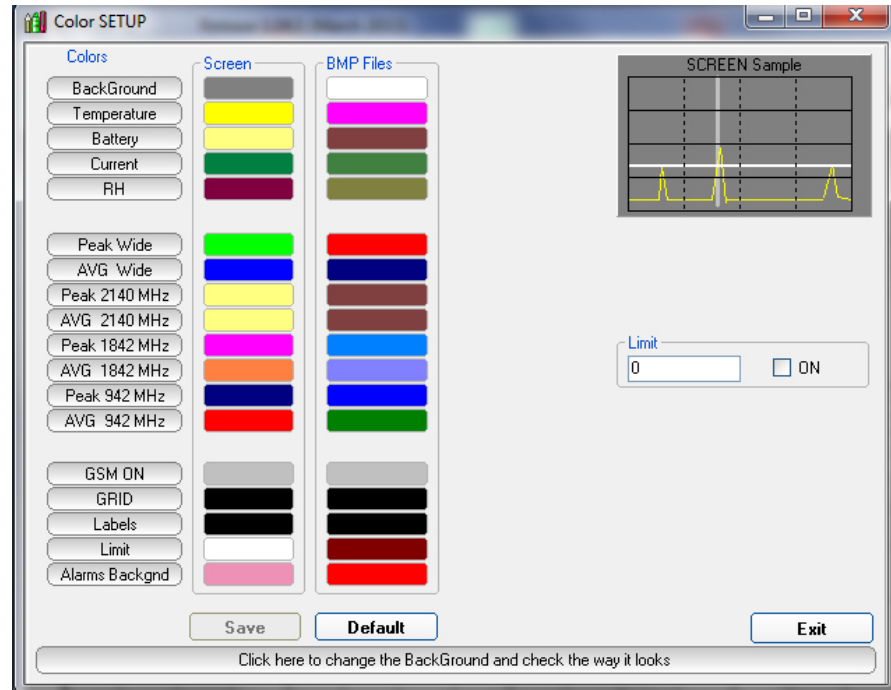 Color SETUP
Colors
Screen
BMP Files
BackGround
Temperature
Battery
Current
RH
Peak Wide
AVG Wide
Peak 2140 MHz
AVG 2140 MHz
Peak 1842 MHz
AVG 1842 MHz
Peak 942 MHz
AVG 942 MHz
GSM ON
GRID
Labels
Limit
Alarms Backgnd
SCREEN Sample
Limit
0
ON
Save
Default
Exit
Click here to change the BackGround and check the way it looks